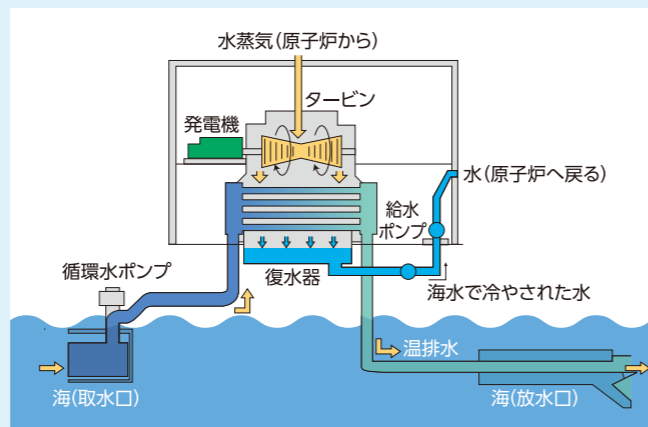 水蒸気(原子炉から)
タービン
発電機
水(原子炉へ戻る)
給水
ポンプ
循環水ポンプ
復水器
海水で冷やされた水
温排水
海(取水口)
海(放水口)